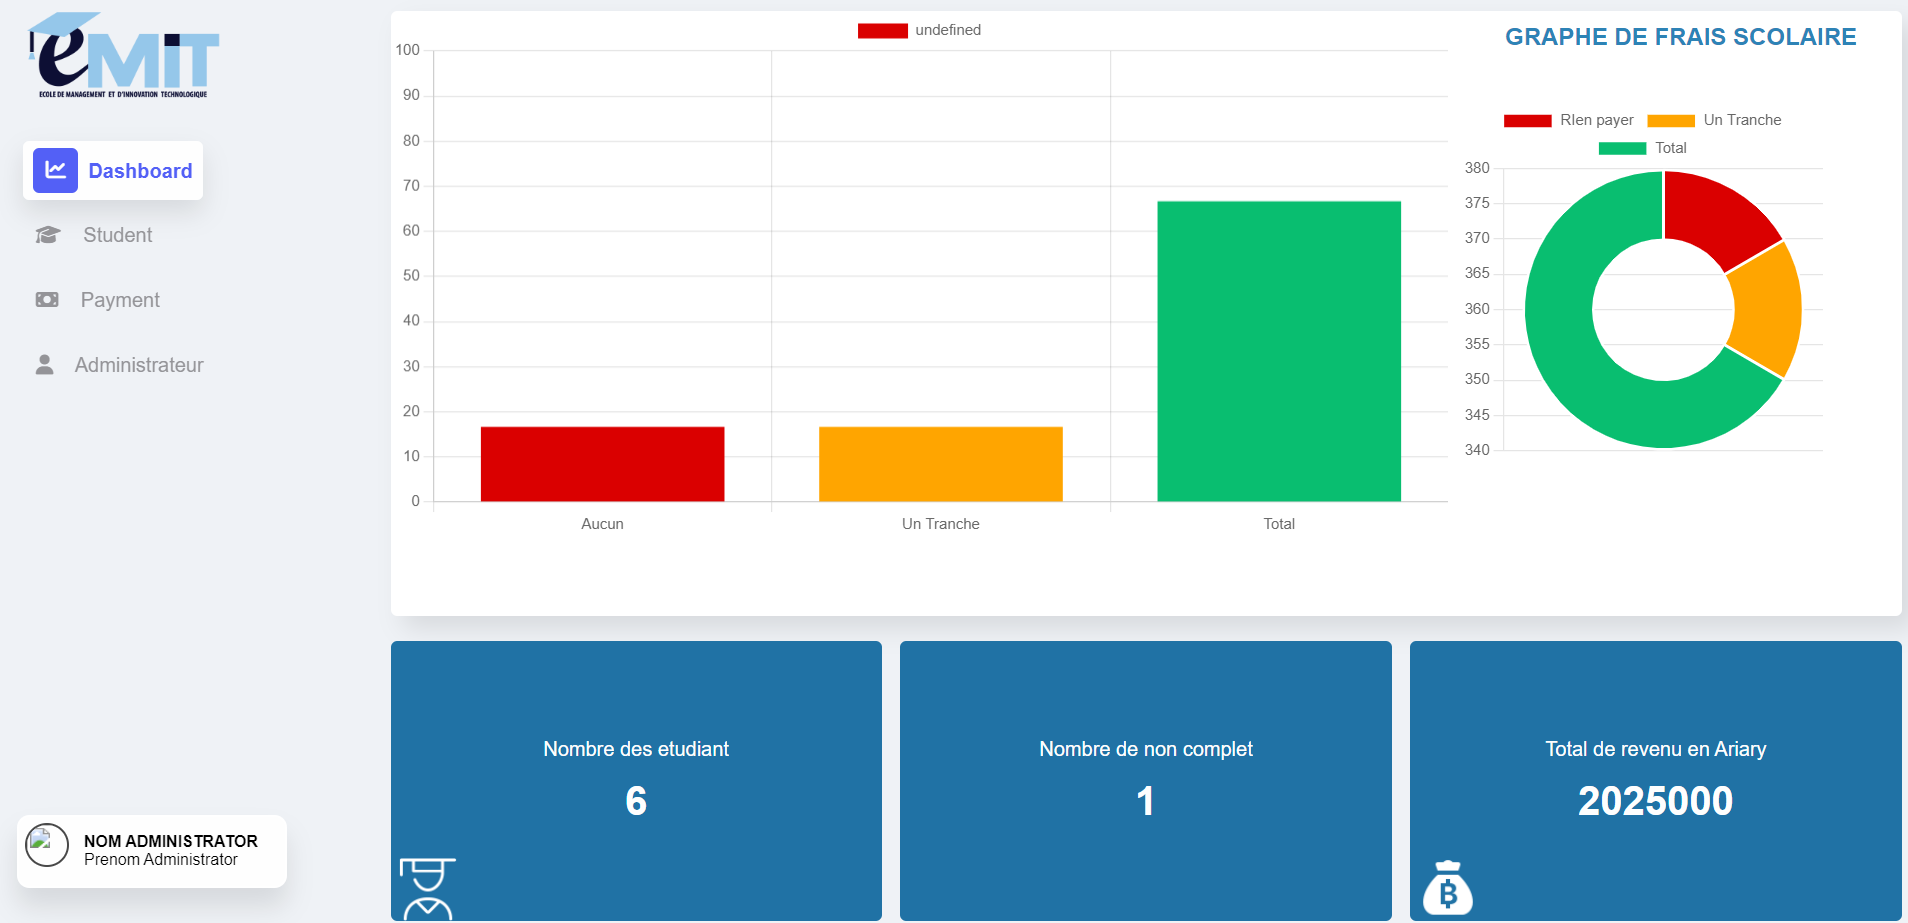 eMIT
ECOLE DE MANAGEMENT ET D'INNOVATION TECHNOLOGIQUE
Dashboard
Student
Payment
Administrateur
NOM ADMINISTRATOR
Prenom Administrator
undefined
100
90
80
70
60
50
40
30
20
10
0
Aucun
Un Tranche
Total
GRAPHE DE FRAIS SCOLAIRE
RIen payer
Un Tranche
Total
380
375
370
365
360
355
350
345
340
Nombre des etudiant
6
Nombre de non complet
1
Total de revenu en Ariary
2025000